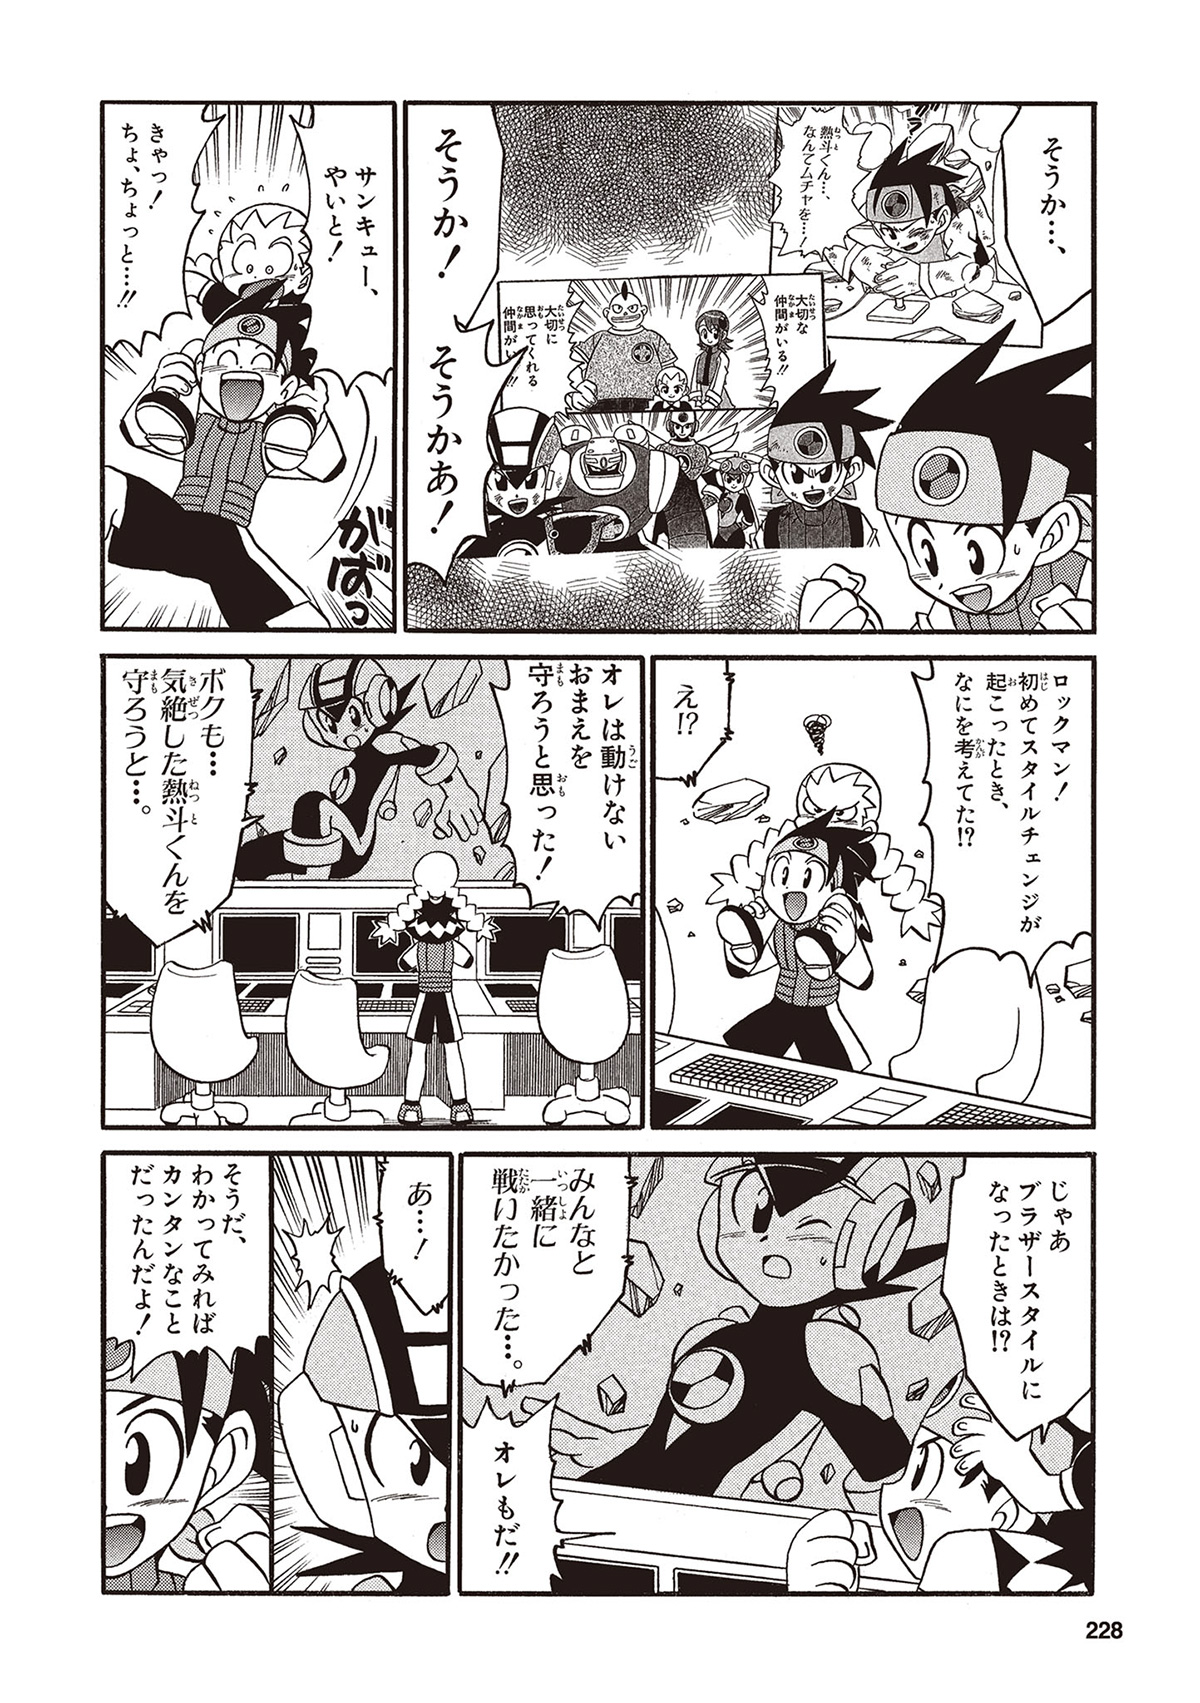 そうか…、
熱斗くん…、
なんてムチャを…！
大切な
仲間がいる!!
大切に
思ってくれる
仲間がい
そうか！
そうかあ！
サンキュー、
やいと！
きゃっ！
ちょ、ちょっと…!!
がばっ
ロックマン！
初めてスタイルチェンジが
起こったとき、
なにを考えてた!?
え!?
オレは動けない
おまえを
守ろうと思った！
ボクも…
気絶した熱斗くんを
守ろうと…。
じゃあ
ブラザースタイルに
なったときは!?
みんなと
一緒に
戦いたかった…。
オレもだ!!
あ…！
そうだ、
わかってみれば
カンタンなこと
だったんだよ！
228